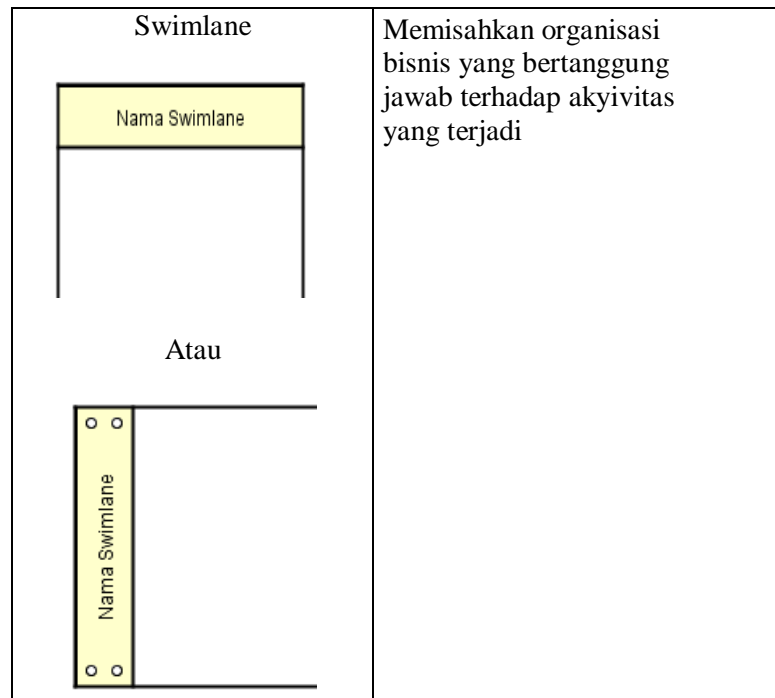 Swimlane
Nama Swimlane
Atau
Nama Swimlane
Memisahkan organisasi
bisnis yang bertanggung
jawab terhadap akyivitas
yang terjadi